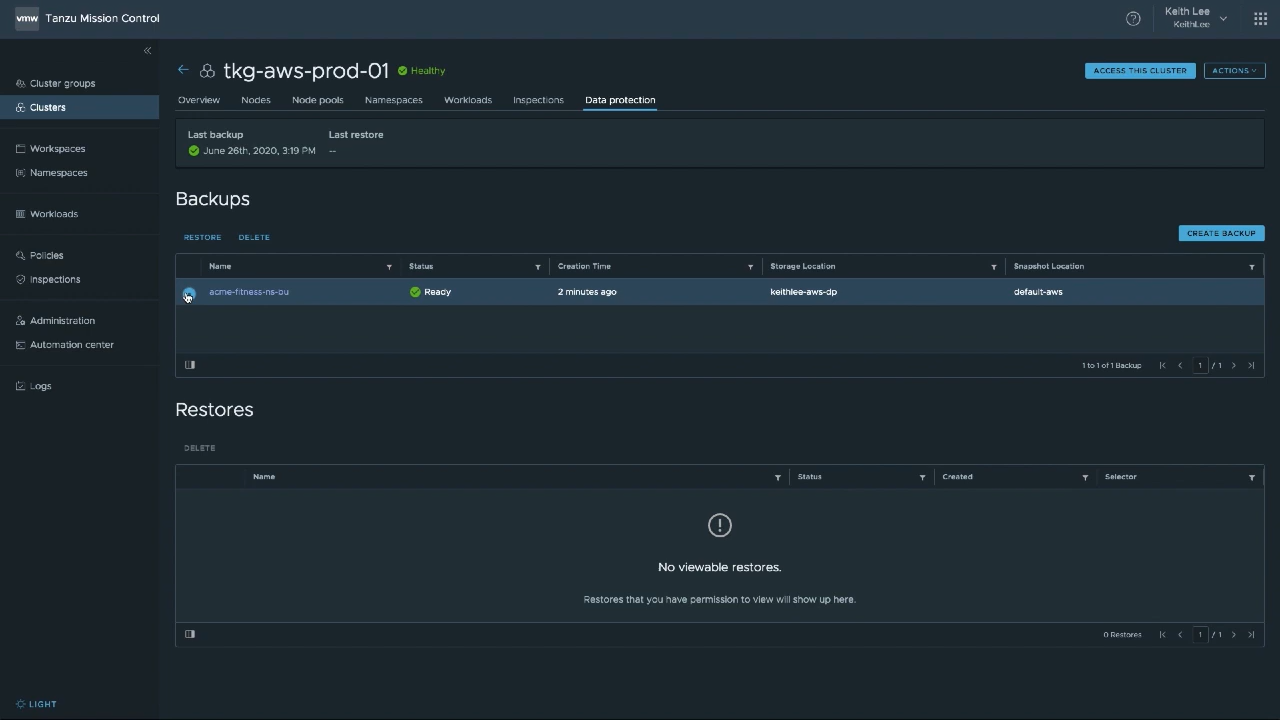 vmw Tanzu Mission Control
Keith Lee
KeithLee
Cluster groups
Clusters
Workspaces
Namespaces
Workloads
Policies
Inspections
Administration
Automation center
Logs
LIGHT
tkg-aws-prod-01 Healthy
ACCESS THIS CLUSTER ACTIONS
Overview Nodes Node pools Namespaces Workloads Inspections Data protection
Last backup Last restore
June 26th, 2020, 3:19 PM --
Backups
RESTORE DELETE CREATE BACKUP
Name Status Creation Time Storage Location Snapshot Location
acme-fitness-ns-bu Ready 2 minutes ago keithlee-aws-dp default-aws
1 to 1 of 1 Backup 1 / 1
Restores
DELETE
Name Status Created Selector
No viewable restores.
Restores that you have permission to view will show up here.
0 Restores 1 / 1